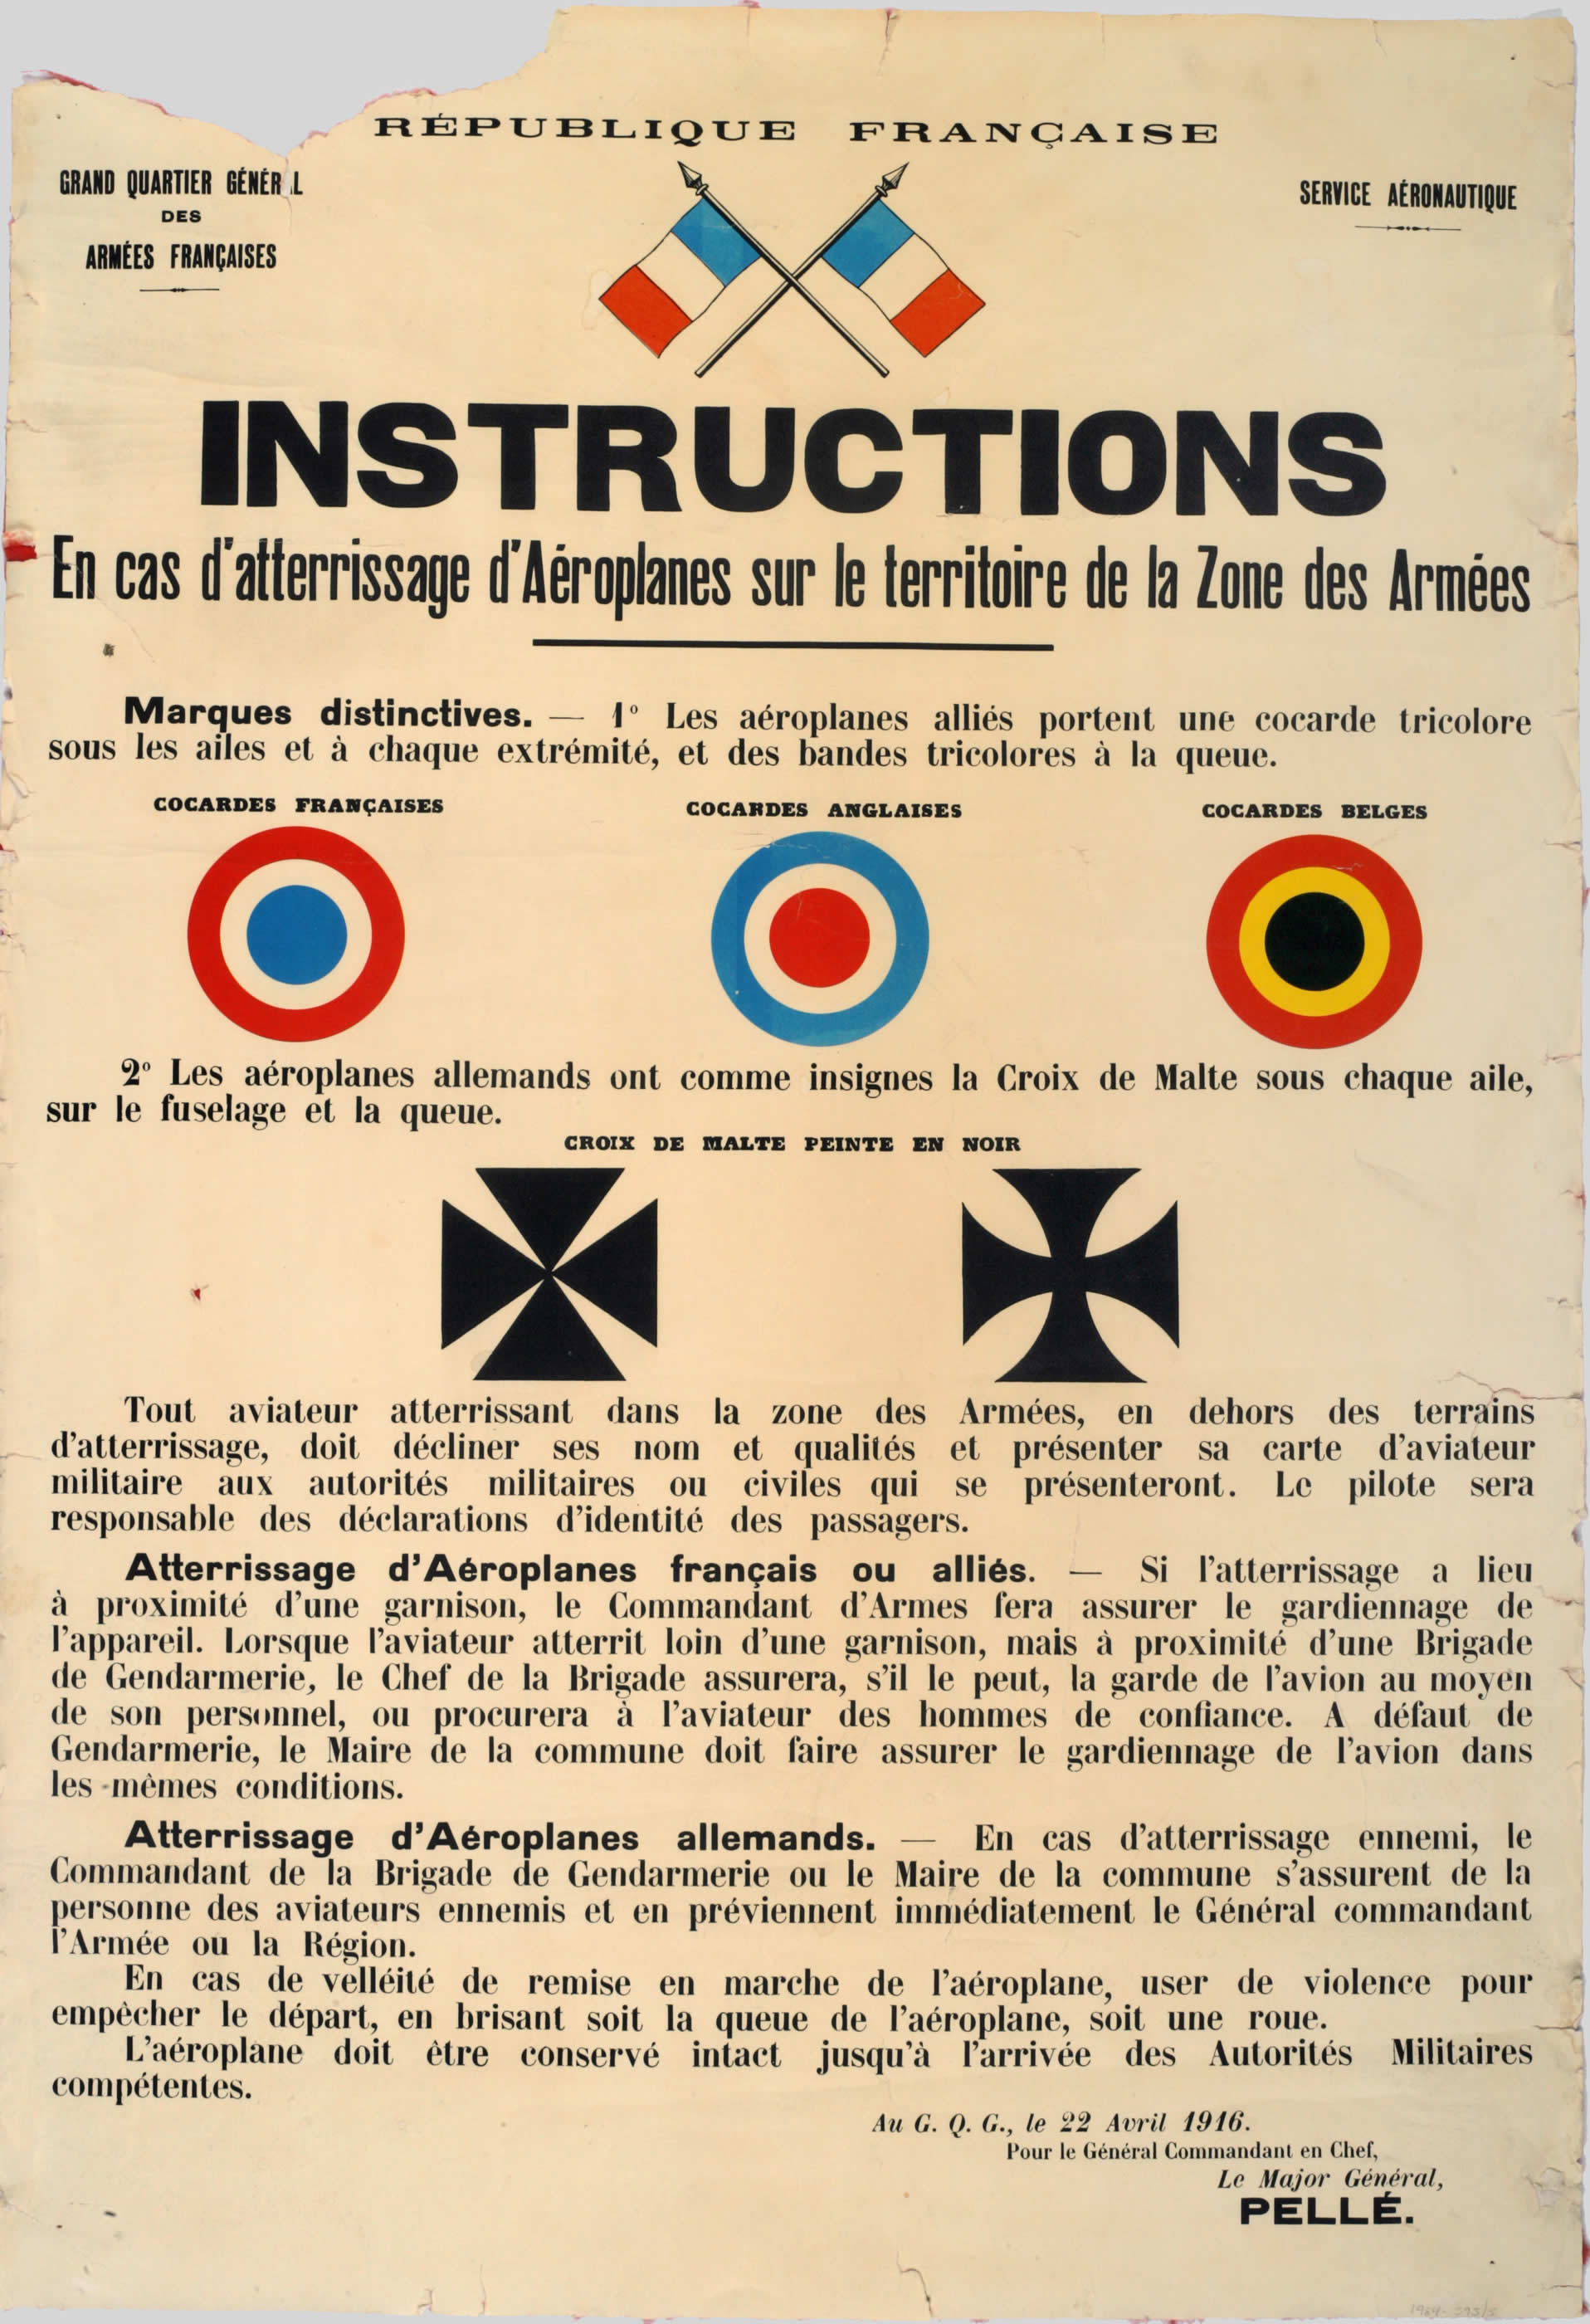 RÉPUBLIQUE FRANÇAISE
GRAND QUARTIER GÉNÉRAL
DES
ARMÉES FRANÇAISES
SERVICE AÉRONAUTIQUE
INSTRUCTIONS
En cas d'atterrissage d'Aéroplanes sur le territoire de la Zone des Armées
Marques distinctives. — 1° Les aéroplanes alliés portent une cocarde tricolore
sous les ailes et à chaque extrémité, et des bandes tricolores à la queue.
COCARDES FRANÇAISES
COCARDES ANGLAISES
COCARDES BELGES
2° Les aéroplanes allemands ont comme insignes la Croix de Malte sous chaque aile,
sur le fuselage et la queue.
CROIX DE MALTE PEINTE EN NOIR
Tout aviateur atterrissant dans la zone des Armées, en dehors des terrains
d'atterrissage, doit décliner ses nom et qualités et présenter sa carte d'aviateur
militaire aux autorités militaires ou civiles qui se présenteront. Le pilote sera
responsable des déclarations d'identité des passagers.
Atterrissage d'Aéroplanes français ou alliés. — Si l'atterrissage a lieu
à proximité d'une garnison, le Commandant d'Armes fera assurer le gardiennage de
l'appareil. Lorsque l'aviateur atterrit loin d'une garnison, mais à proximité d'une Brigade
de Gendarmerie, le Chef de la Brigade assurera, s'il le peut, la garde de l'avion au moyen
de son personnel, ou procurera à l'aviateur des hommes de confiance. A défaut de
Gendarmerie, le Maire de la commune doit faire assurer le gardiennage de l'avion dans
les mêmes conditions.
Atterrissage d'Aéroplanes allemands. — En cas d'atterrissage ennemi, le
Commandant de la Brigade de Gendarmerie ou le Maire de la commune s'assurent de la
personne des aviateurs ennemis et en préviennent immédiatement le Général commandant
l'Armée ou la Région.
En cas de velléité de remise en marche de l'aéroplane, user de violence pour
empêcher le départ, en brisant soit la queue de l'aéroplane, soit une roue.
L'aéroplane doit être conservé intact jusqu'à l'arrivée des Autorités Militaires
compétentes.
Au G. Q. G., le 22 Avril 1916.
Pour le Général Commandant en Chef,
Le Major Général,
PELLÉ.